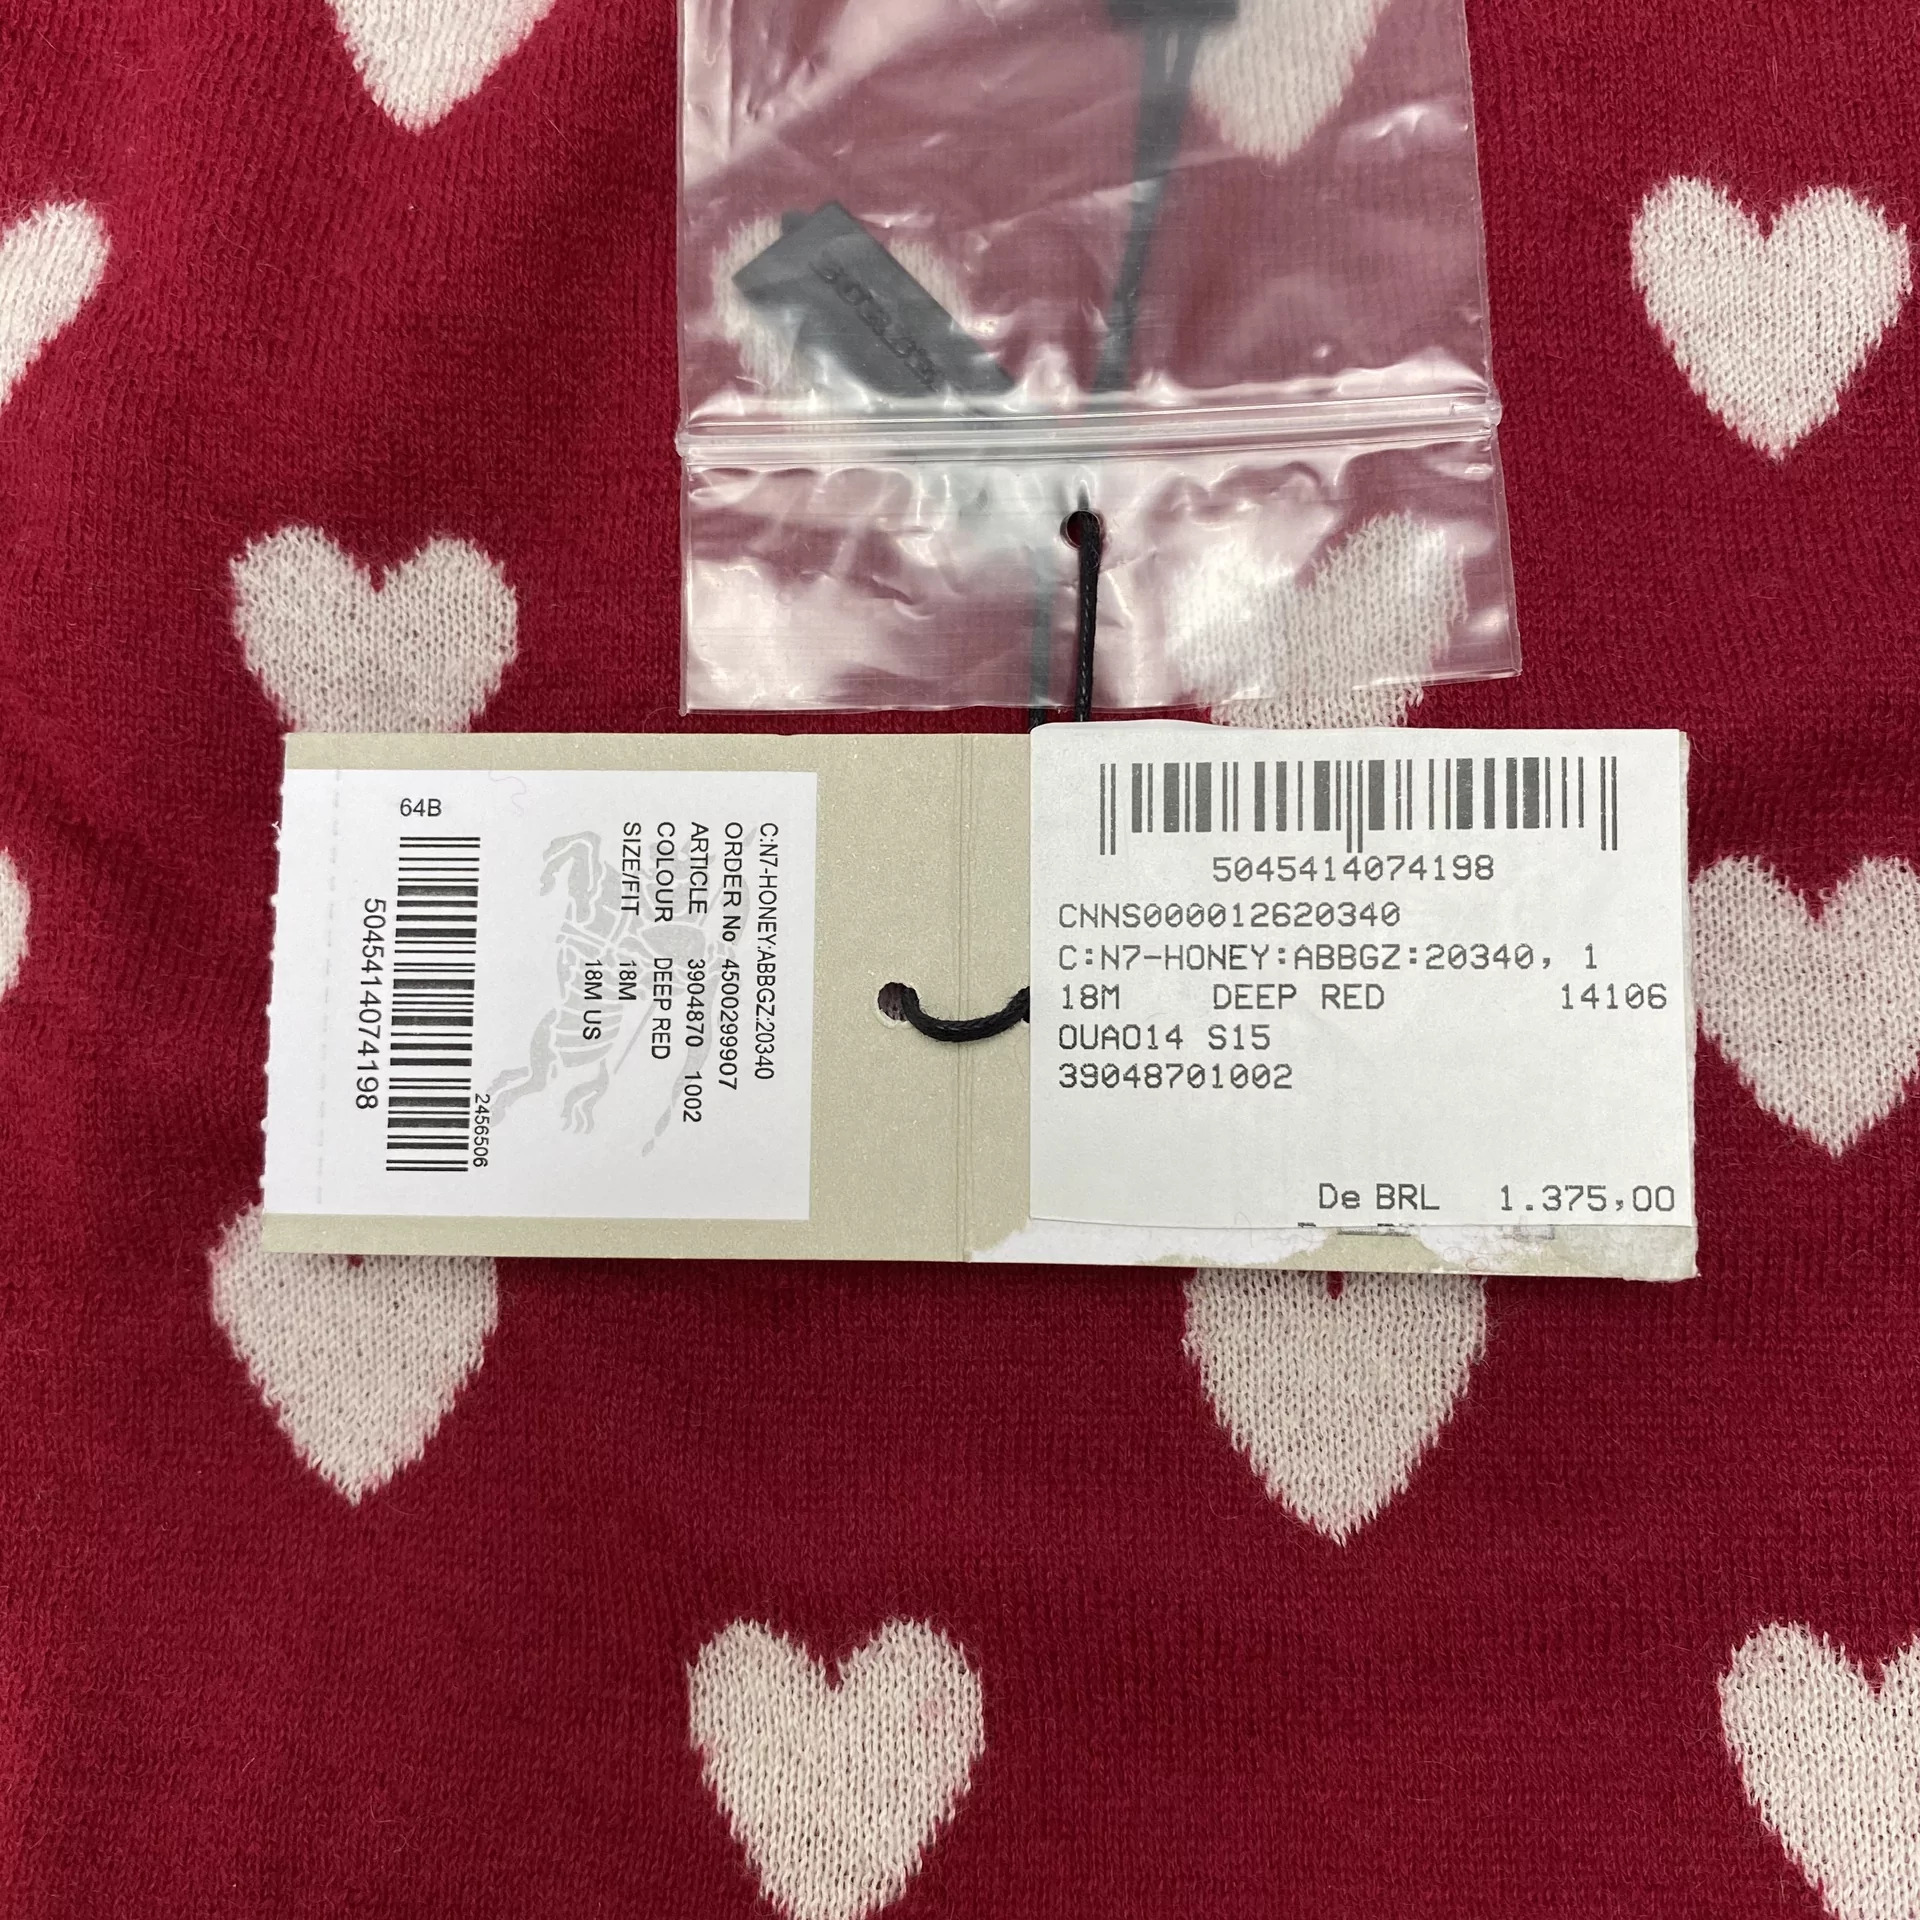 C:N7-HONEY:ABBGZ:20340
ORDER No 4500299907
ARTICLE 3904870 1002
COLOUR DEEP RED
SIZE/FIT 18M
18M US
64B
2456506
5045414074198
5045414074198
CNNS000012620340
C:N7-HONEY:ABBGZ:20340, 1
18M DEEP RED 14106
OUAO14 S15
39048701002
De BRL 1.375,00